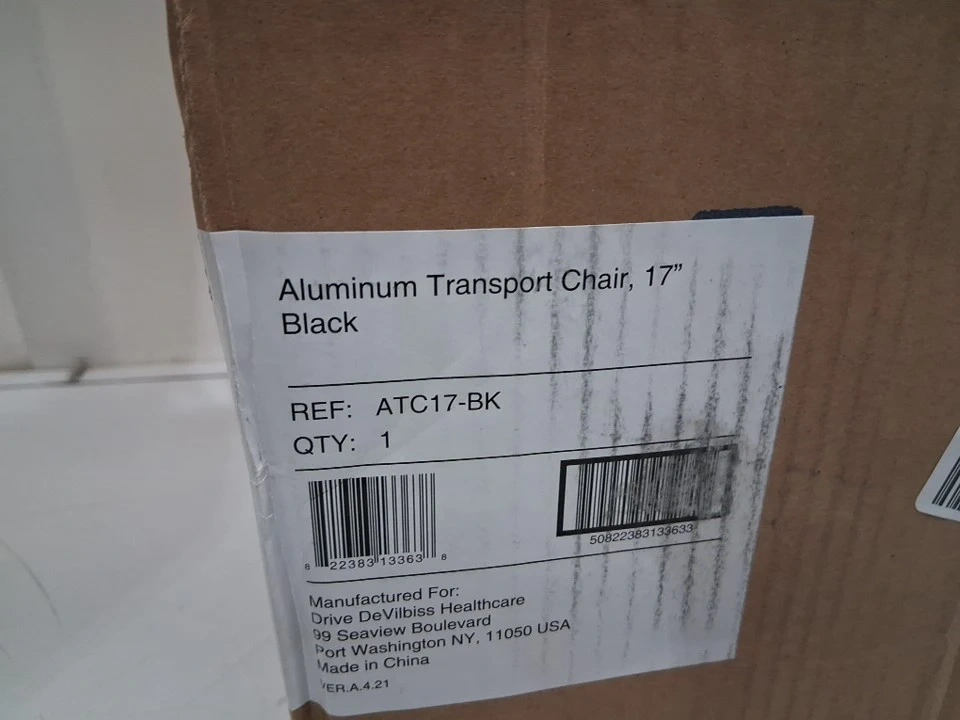 Aluminum Transport Chair, 17”
Black
REF: ATC17-BK
QTY: 1
8 22383 13363 8
50822383133633
Manufactured For:
Drive DeVilbiss Healthcare
99 Seaview Boulevard
Port Washington NY, 11050 USA
Made in China
VER.A.4.21